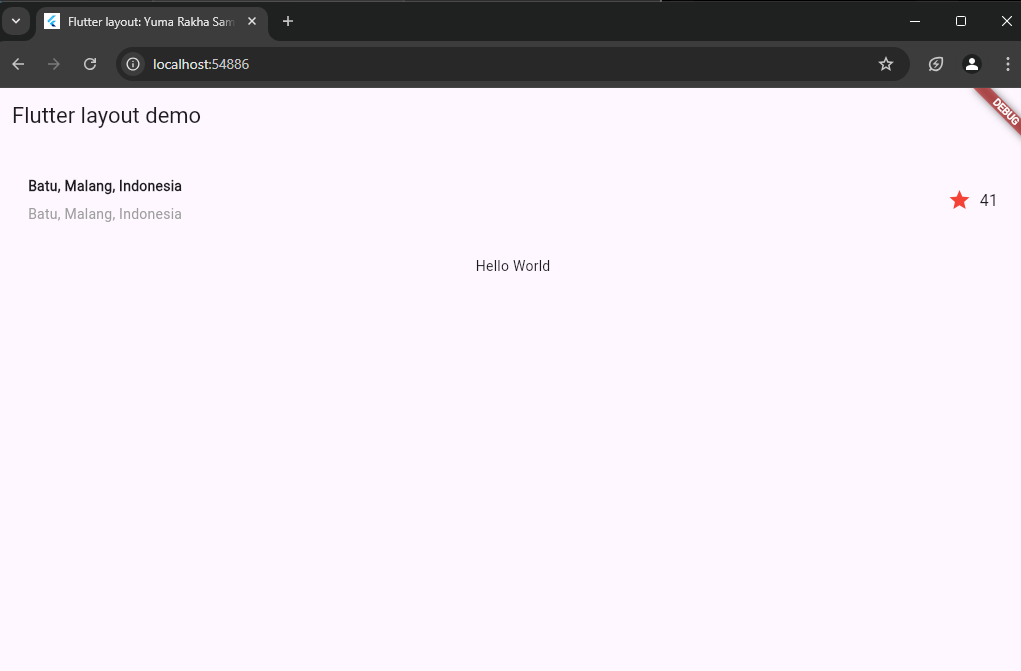 Flutter layout: Yuma Rakha Sam
localhost:54886
DEBUG
Flutter layout demo
Batu, Malang, Indonesia
Batu, Malang, Indonesia
41
Hello World